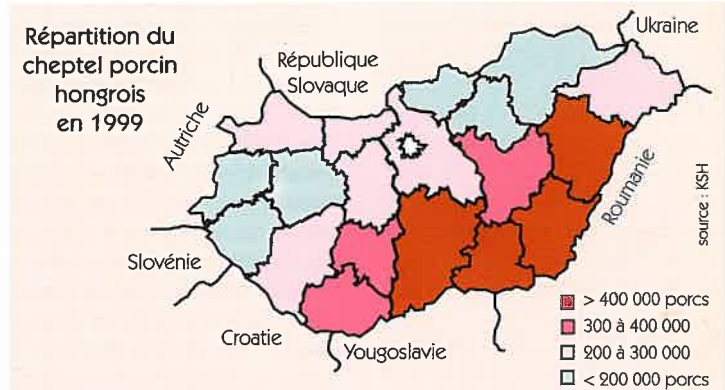 Répartition du
cheptel porcin
hongrois
en 1999
Ukraine
République
Slovaque
Autriche
Roumanie
source : KSH
Slovénie
Croatie
Yougoslavie
> 400 000 porcs
300 à 400 000
200 à 300 000
< 200 000 porcs